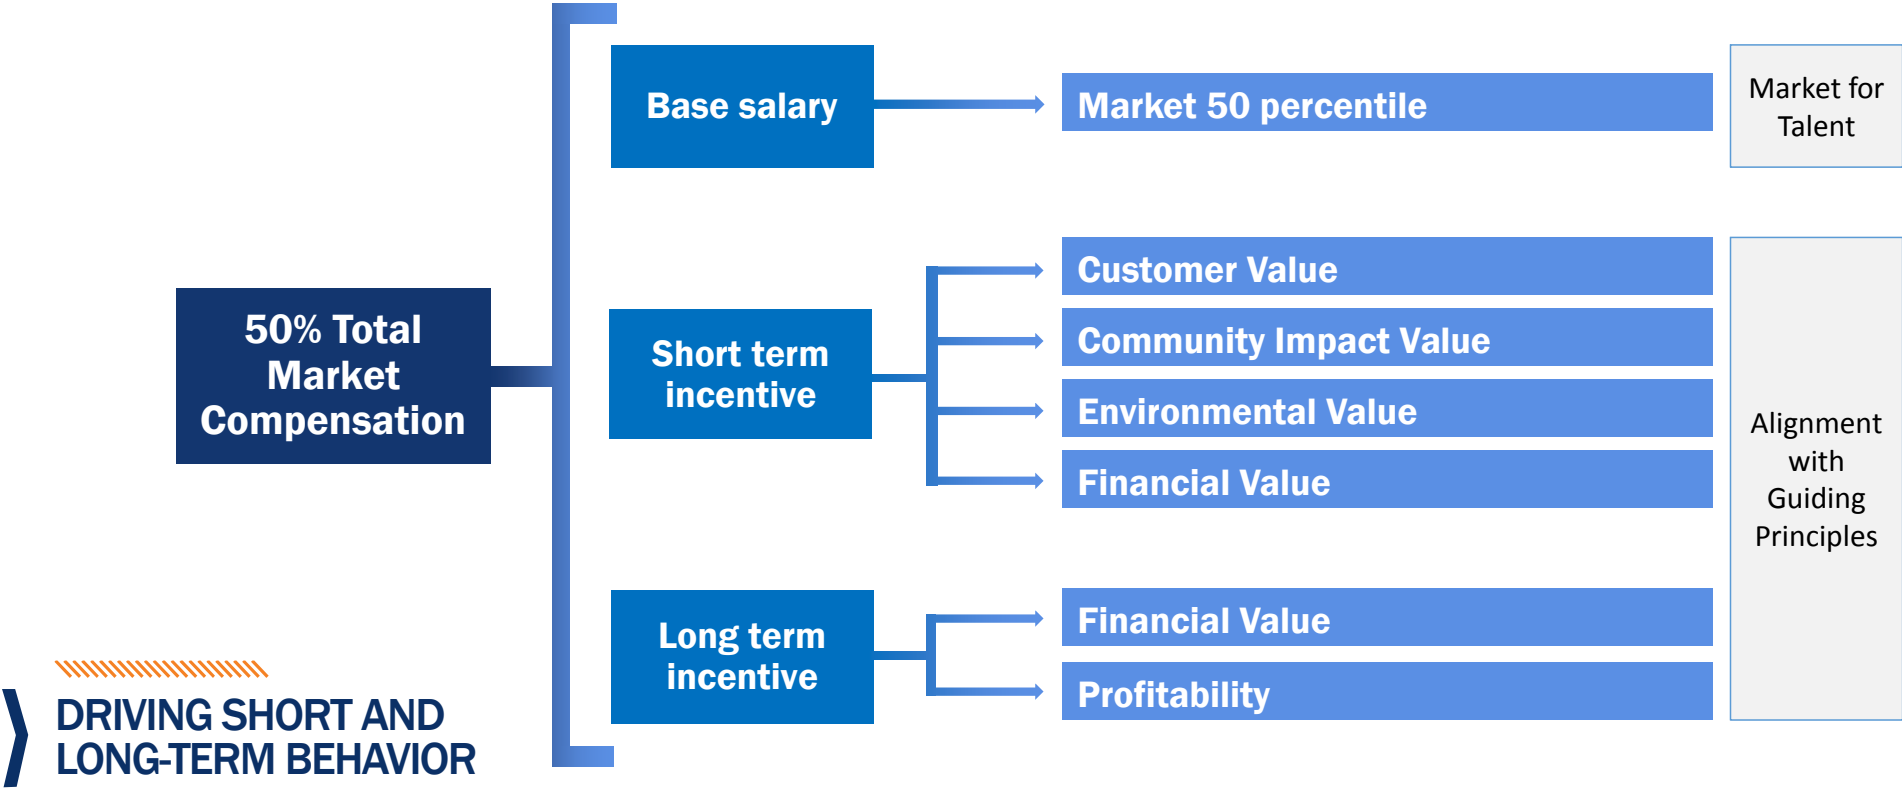 Base salary
Market 50 percentile
Market for
Talent
50% Total
Market
Compensation
Short term
incentive
Customer Value
Community Impact Value
Environmental Value
Financial Value
Alignment
with
Guiding
Principles
Long term
incentive
Financial Value
Profitability
DRIVING SHORT AND
LONG-TERM BEHAVIOR